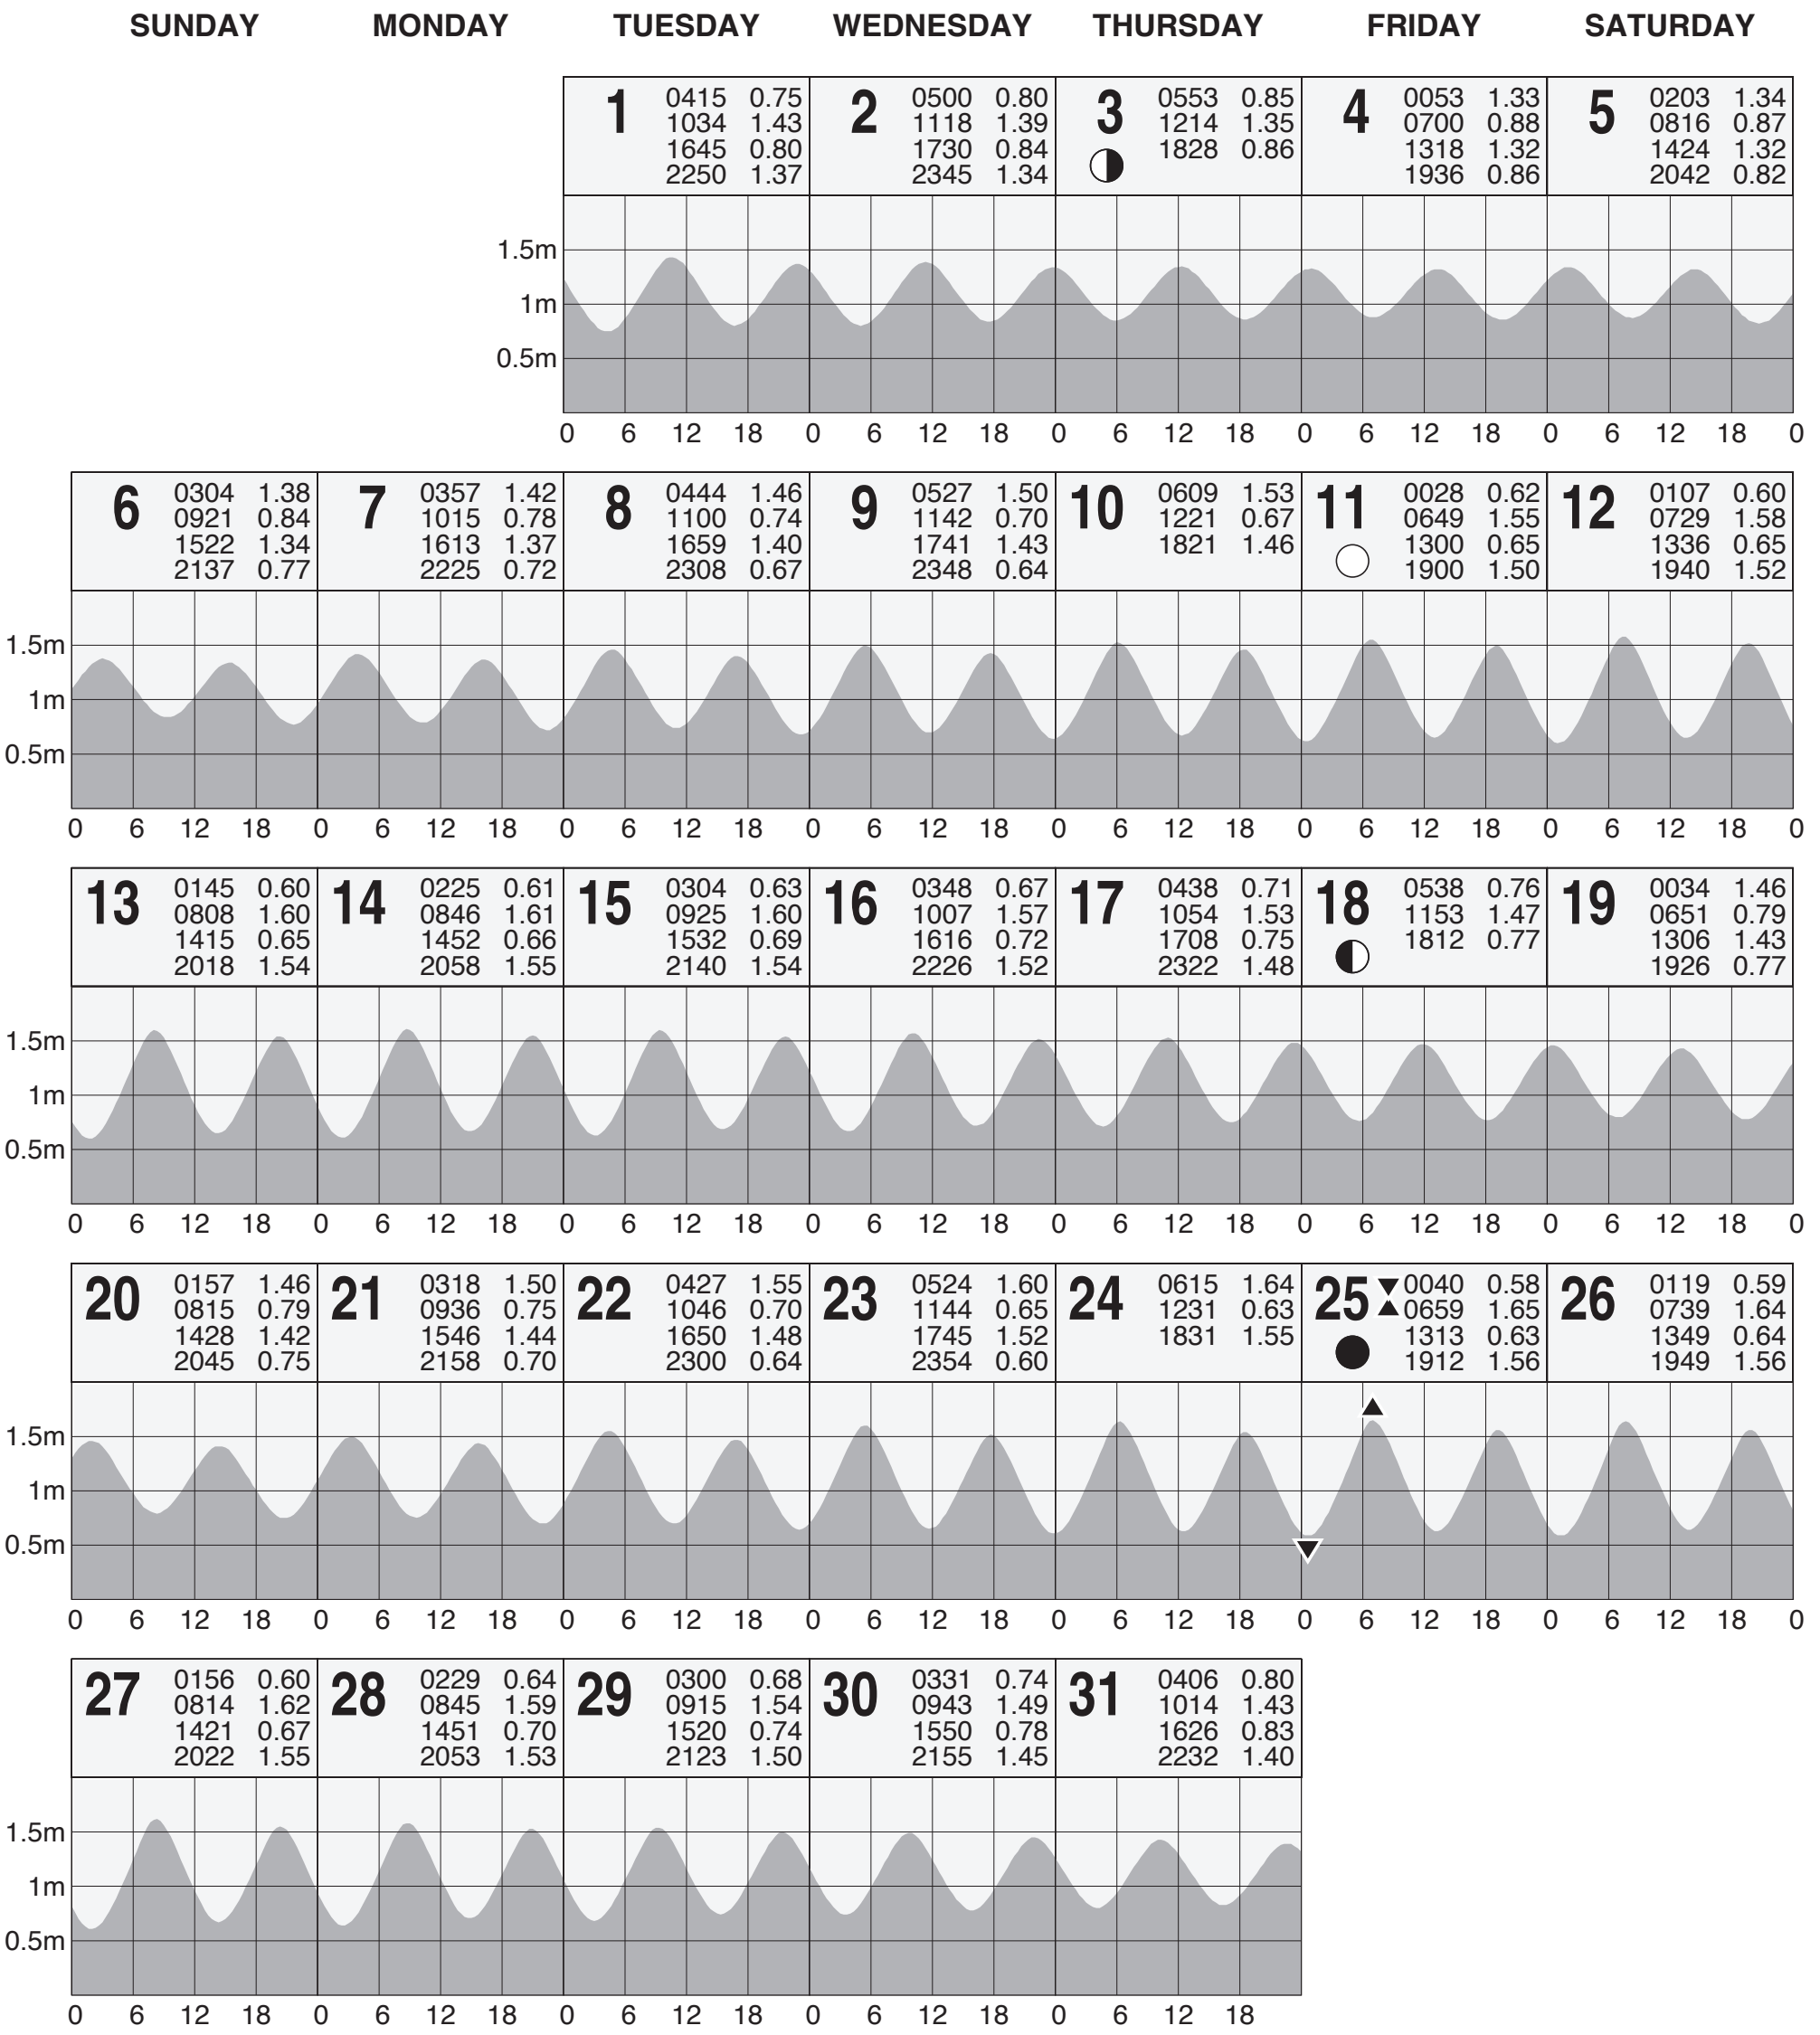 SUNDAY MONDAY TUESDAY WEDNESDAY THURSDAY FRIDAY SATURDAY
1 0415 0.75
1034 1.43
1645 0.80
2250 1.37
2 0500 0.80
1118 1.39
1730 0.84
2345 1.34
3 0553 0.85
1214 1.35
1828 0.86
4 0053 1.33
0700 0.88
1318 1.32
1936 0.86
5 0203 1.34
0816 0.87
1424 1.32
2042 0.82
1.5m
1m
0.5m
0 6 12 18 0 6 12 18 0 6 12 18 0 6 12 18 0 6 12 18 0
6 0304 1.38
0921 0.84
1522 1.34
2137 0.77
7 0357 1.42
1015 0.78
1613 1.37
2225 0.72
8 0444 1.46
1100 0.74
1659 1.40
2308 0.67
9 0527 1.50
1142 0.70
1741 1.43
2348 0.64
10 0609 1.53
1221 0.67
1821 1.46
11 0028 0.62
0649 1.55
1300 0.65
1900 1.50
12 0107 0.60
0729 1.58
1336 0.65
1940 1.52
1.5m
1m
0.5m
0 6 12 18 0 6 12 18 0 6 12 18 0 6 12 18 0 6 12 18 0 6 12 18 0 6 12 18 0
13 0145 0.60
0808 1.60
1415 0.65
2018 1.54
14 0225 0.61
0846 1.61
1452 0.66
2058 1.55
15 0304 0.63
0925 1.60
1532 0.69
2140 1.54
16 0348 0.67
1007 1.57
1616 0.72
2226 1.52
17 0438 0.71
1054 1.53
1708 0.75
2322 1.48
18 0538 0.76
1153 1.47
1812 0.77
19 0034 1.46
0651 0.79
1306 1.43
1926 0.77
1.5m
1m
0.5m
0 6 12 18 0 6 12 18 0 6 12 18 0 6 12 18 0 6 12 18 0 6 12 18 0 6 12 18 0
20 0157 1.46
0815 0.79
1428 1.42
2045 0.75
21 0318 1.50
0936 0.75
1546 1.44
2158 0.70
22 0427 1.55
1046 0.70
1650 1.48
2300 0.64
23 0524 1.60
1144 0.65
1745 1.52
2354 0.60
24 0615 1.64
1231 0.63
1831 1.55
25 0040 0.58
0659 1.65
1313 0.63
1912 1.56
26 0119 0.59
0739 1.64
1349 0.64
1949 1.56
1.5m
1m
0.5m
0 6 12 18 0 6 12 18 0 6 12 18 0 6 12 18 0 6 12 18 0 6 12 18 0 6 12 18 0
27 0156 0.60
0814 1.62
1421 0.67
2022 1.55
28 0229 0.64
0845 1.59
1451 0.70
2053 1.53
29 0300 0.68
0915 1.54
1520 0.74
2123 1.50
30 0331 0.74
0943 1.49
1550 0.78
2155 1.45
31 0406 0.80
1014 1.43
1626 0.83
2232 1.40
1.5m
1m
0.5m
0 6 12 18 0 6 12 18 0 6 12 18 0 6 12 18 0 6 12 18